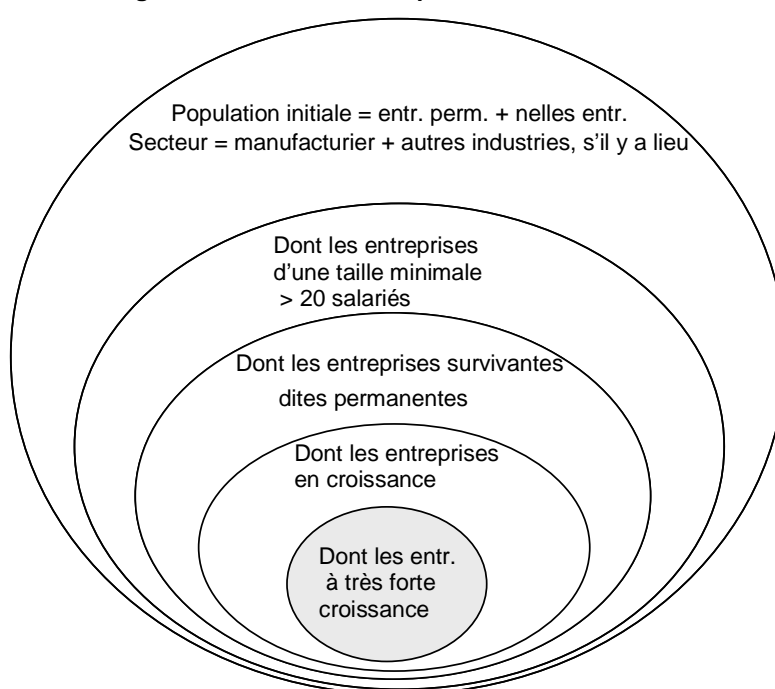 Population initiale = entr. perm. + nelles entr.
Secteur = manufacturier + autres industries, s'il y a lieu
Dont les entreprises
d'une taille minimale
> 20 salariés
Dont les entreprises survivantes
dites permanentes
Dont les entreprises
en croissance
Dont les entr.
à très forte
croissance